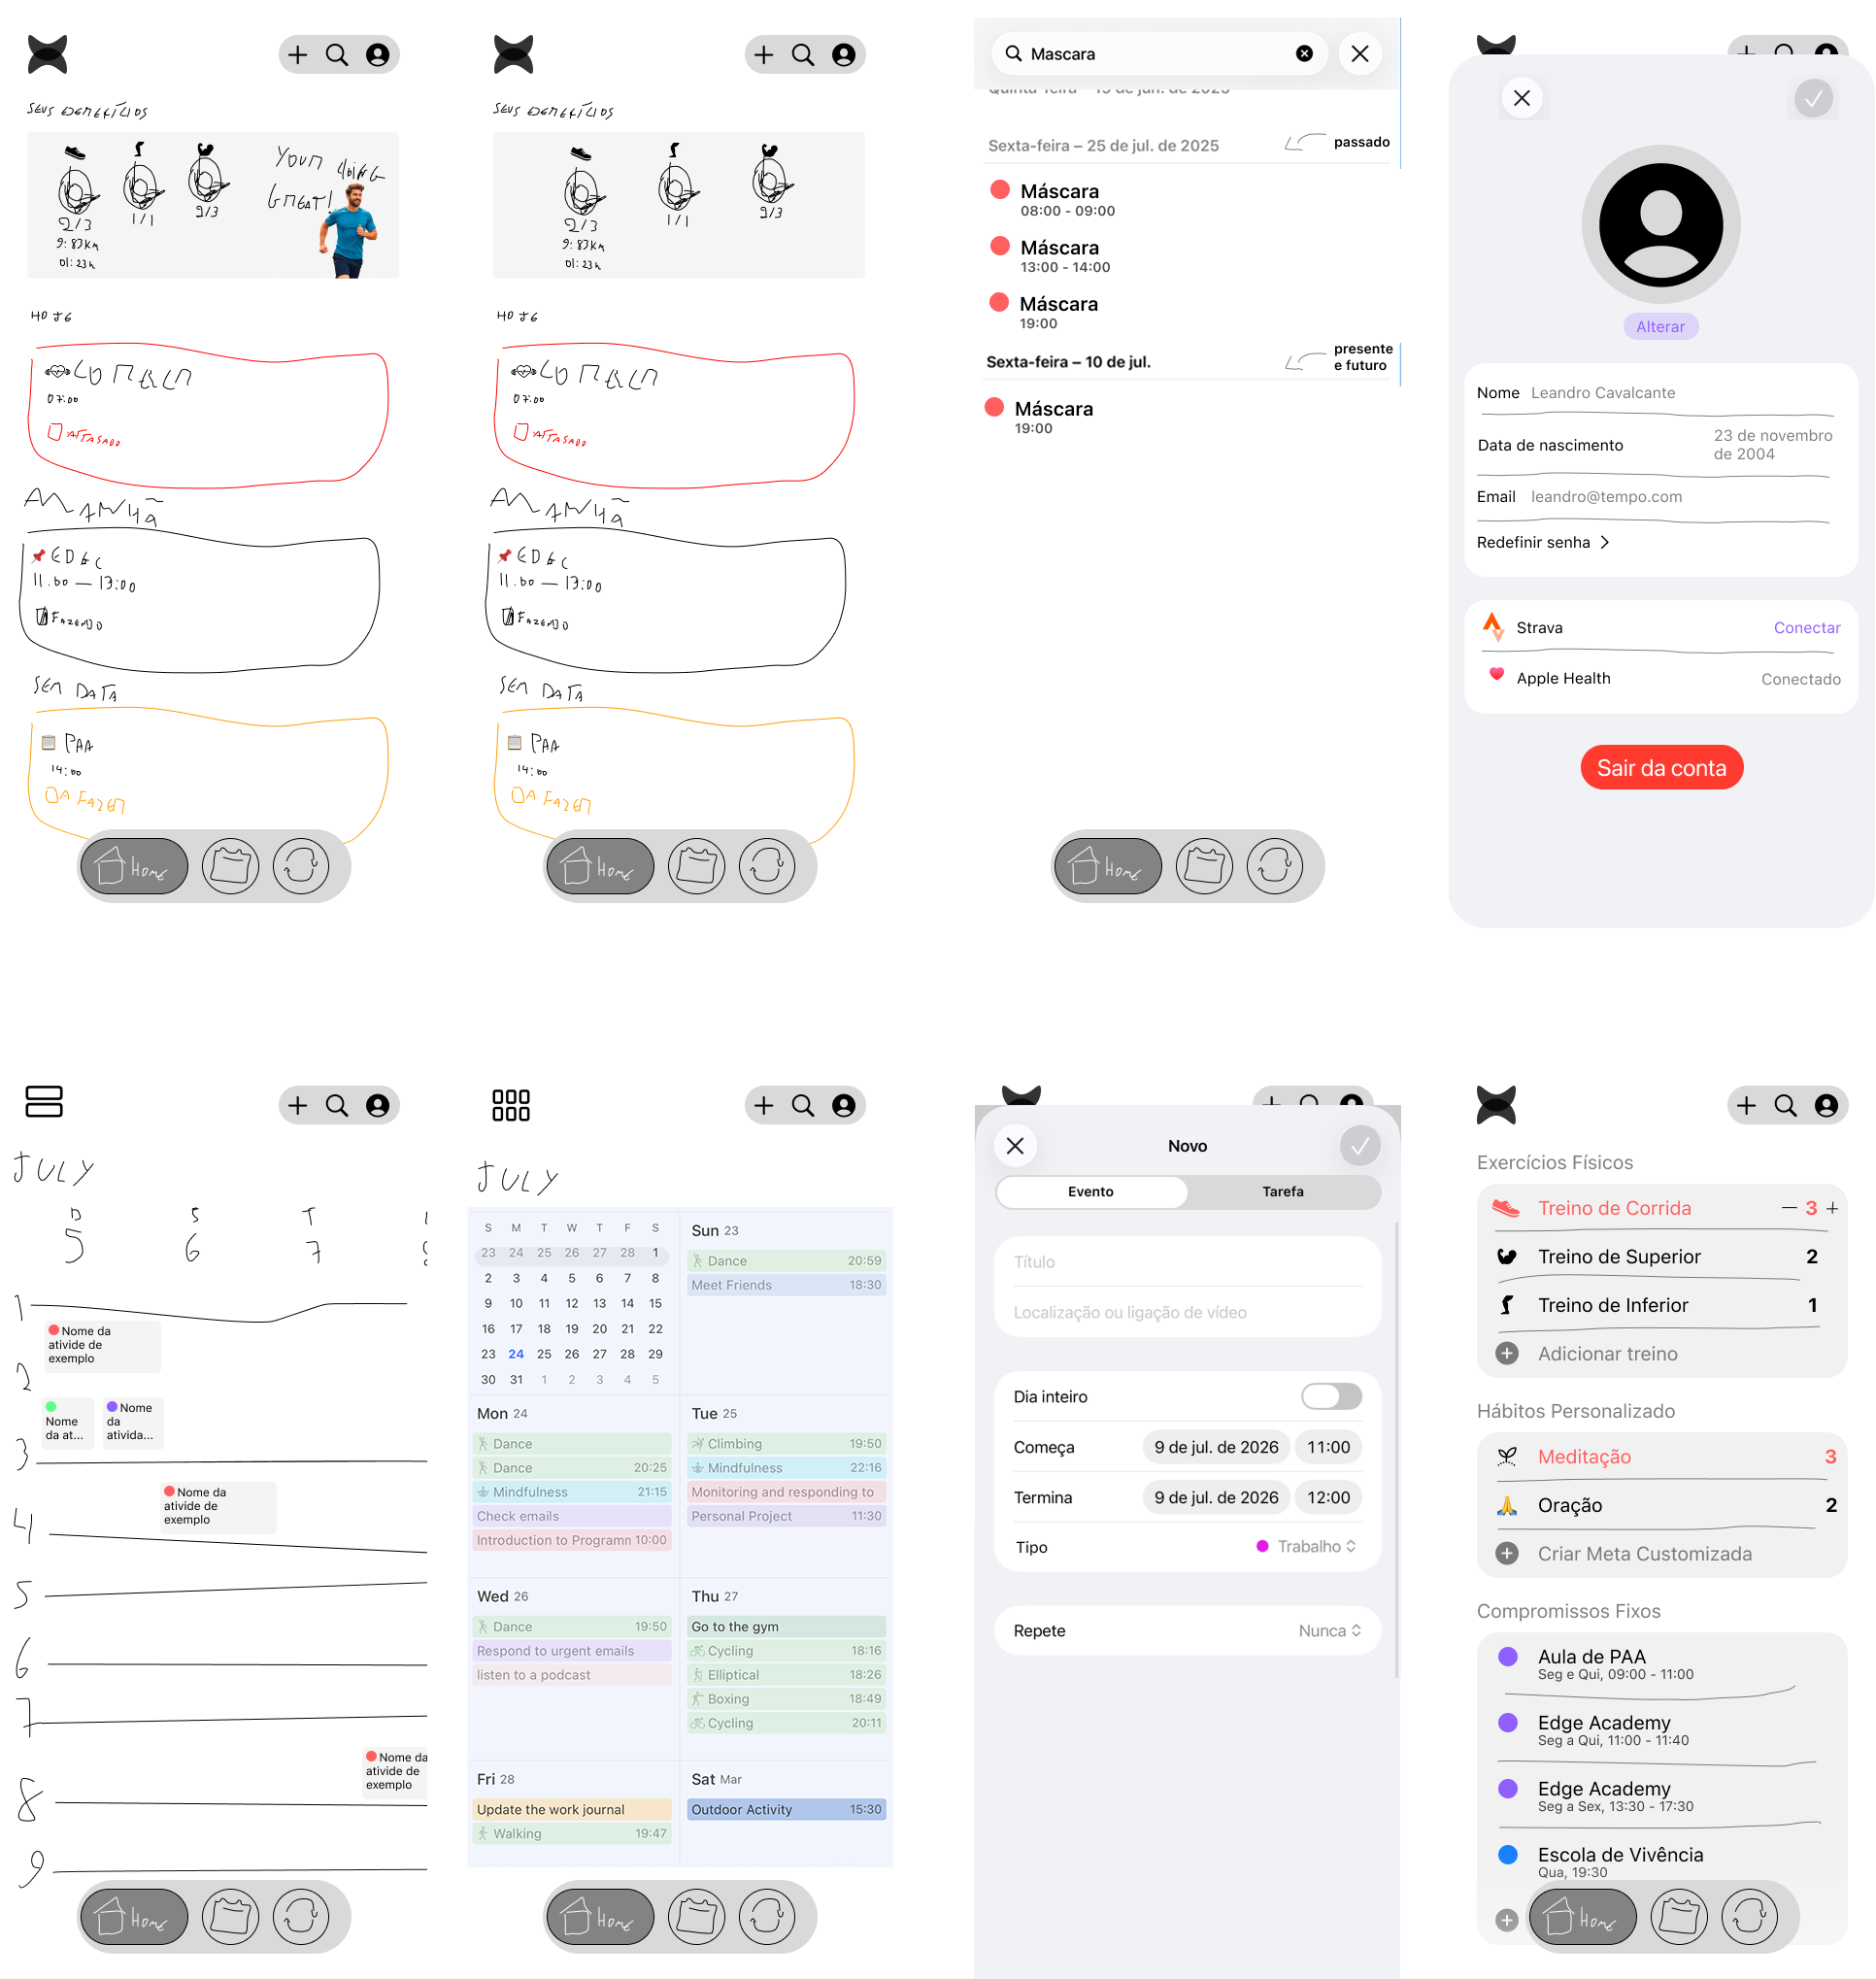 SEUS BENEFÍCIOS
2/3
1/1
2/3
9:83Km
01:23h
YOUR DOING
GREAT!
HOJE
COMBLR
07:00
ATRASADO
AMANHÃ
EDGE
11:00 — 13:00
FAZENDO
SEM DATA
PAA
14:00
A FAZER
Home
SEUS BENEFÍCIOS
2/3
1/1
2/3
9:83Km
01:23h
HOJE
07:00
ATRASADO
AMANHÃ
EDGE
11:00 — 13:00
FAZENDO
SEM DATA
PAA
14:00
A FAZER
Home
Mascara
Sexta-feira – 25 de jul. de 2025
passado
Máscara
08:00 - 09:00
Máscara
13:00 - 14:00
Máscara
19:00
Sexta-feira – 10 de jul.
presente
e futuro
Máscara
19:00
Home
Alterar
Nome Leandro Cavalcante
Data de nascimento 23 de novembro
de 2004
Email leandro@tempo.com
Redefinir senha
Strava Conectar
Apple Health Conectado
Sair da conta
JULY
D S T
5 6 7
1
Nome da
ativide de
exemplo
2
Nome
da at...
Nome
da
ativida...
3
Nome da
ativide de
exemplo
4
5
6
7
Nome da
ativide de
exemplo
8
9
Home
JULY
S M T W T F S
23 24 25 26 27 28 1
2 3 4 5 6 7 8
9 10 11 12 13 14 15
16 17 18 19 20 21 22
23 24 25 26 27 28 29
30 31 1 2 3 4 5
Sun 23
Dance 20:59
Meet Friends 18:30
Mon 24
Dance
Dance 20:25
Mindfulness 21:15
Check emails
Introduction to Programn 10:00
Tue 25
Climbing 19:50
Mindfulness 22:16
Monitoring and responding to
Personal Project 11:30
Wed 26
Dance 19:50
Respond to urgent emails
listen to a podcast
Thu 27
Go to the gym
Cycling 18:16
Elliptical 18:26
Boxing 18:49
Cycling 20:11
Fri 28
Update the work journal
Walking 19:47
Sat Mar
Outdoor Activity 15:30
Home
Novo
Evento Tarefa
Título
Localização ou ligação de vídeo
Dia inteiro
Começa 9 de jul. de 2026 11:00
Termina 9 de jul. de 2026 12:00
Tipo Trabalho
Repete Nunca
Exercícios Físicos
Treino de Corrida — 3 +
Treino de Superior 2
Treino de Inferior 1
Adicionar treino
Hábitos Personalizado
Meditação 3
Oração 2
Criar Meta Customizada
Compromissos Fixos
Aula de PAA
Seg e Qui, 09:00 - 11:00
Edge Academy
Seg a Qui, 11:00 - 11:40
Edge Academy
Seg a Sex, 13:30 - 17:30
Escola de Vivência
Qua, 19:30
Home